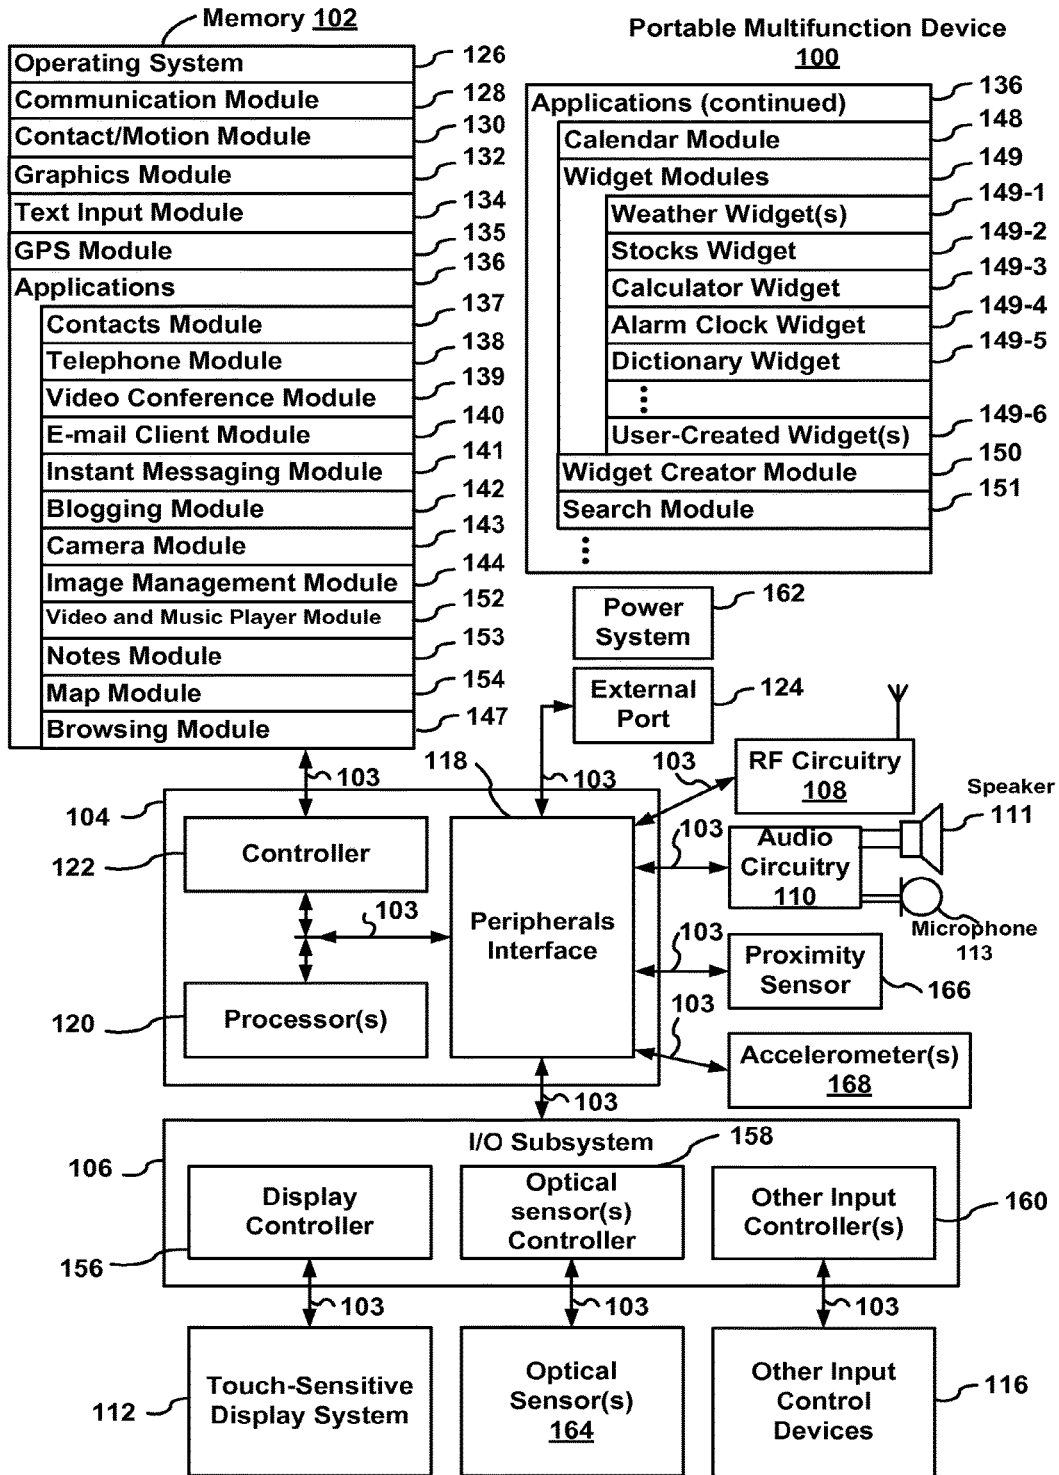 Memory 102
Operating System 126
Communication Module 128
Contact/Motion Module 130
Graphics Module 132
Text Input Module 134
GPS Module 135
Applications 136
Contacts Module 137
Telephone Module 138
Video Conference Module 139
E-mail Client Module 140
Instant Messaging Module 141
Blogging Module 142
Camera Module 143
Image Management Module 144
Video and Music Player Module 152
Notes Module 153
Map Module 154
Browsing Module 147
Portable Multifunction Device
100
Applications (continued) 136
Calendar Module 148
Widget Modules 149
Weather Widget(s) 149-1
Stocks Widget 149-2
Calculator Widget 149-3
Alarm Clock Widget 149-4
Dictionary Widget 149-5
User-Created Widget(s) 149-6
Widget Creator Module 150
Search Module 151
Power
System
162
External
Port
124
103
118
103
103
RF Circuitry
108
Speaker
111
104
122
Controller
103
Audio
Circuitry
110
Microphone
113
103
Peripherals
Interface
103
Proximity
Sensor
166
120
Processor(s)
103
Accelerometer(s)
168
103
I/O Subsystem
106
158
Display
Controller
156
Optical
sensor(s)
Controller
Other Input
Controller(s)
160
103
103
103
112
Touch-Sensitive
Display System
Optical
Sensor(s)
164
Other Input
Control
Devices
116